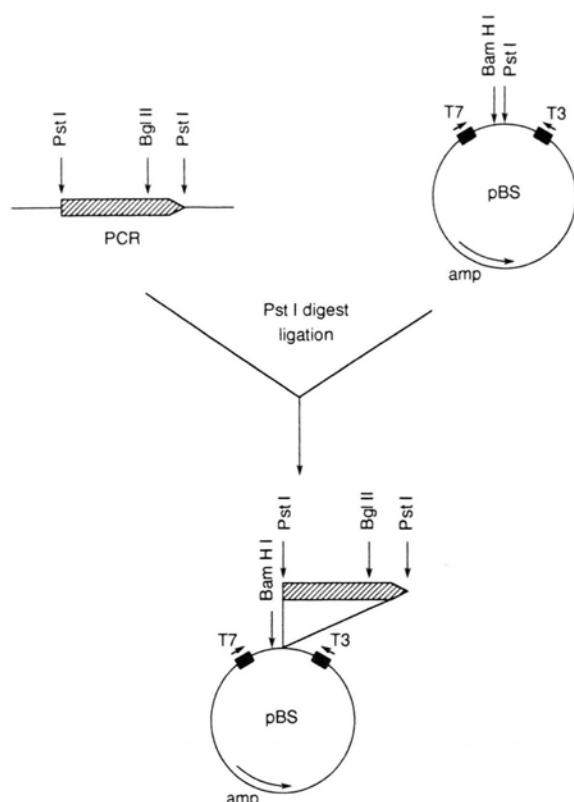 Pst I
Bgl II
Pst I
PCR
Bam H I
Pst I
T7
T3
pBS
amp
Pst I digest
ligation
Pst I
Bgl II
Pst I
Bam H I
T7
T3
pBS
amp